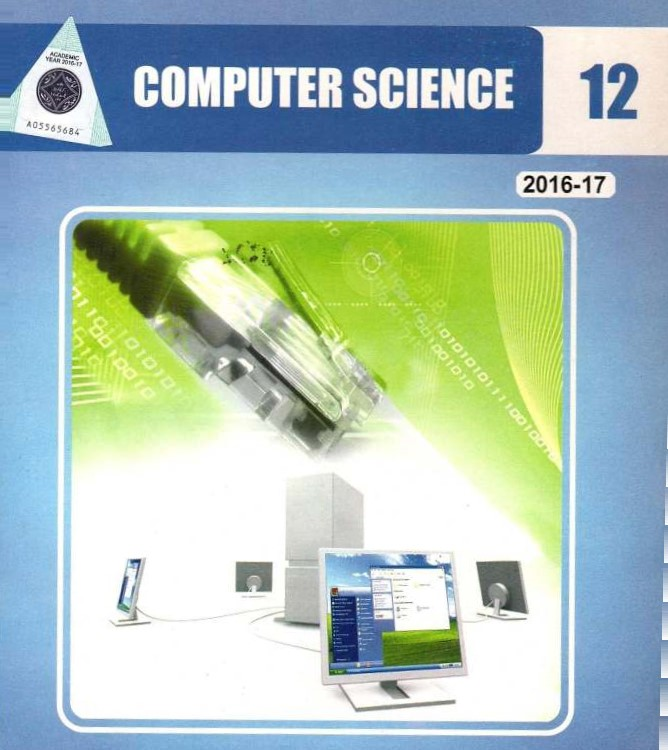 ACADEMIC
YEAR 2016-17
A05565684
COMPUTER SCIENCE
12
2016-17